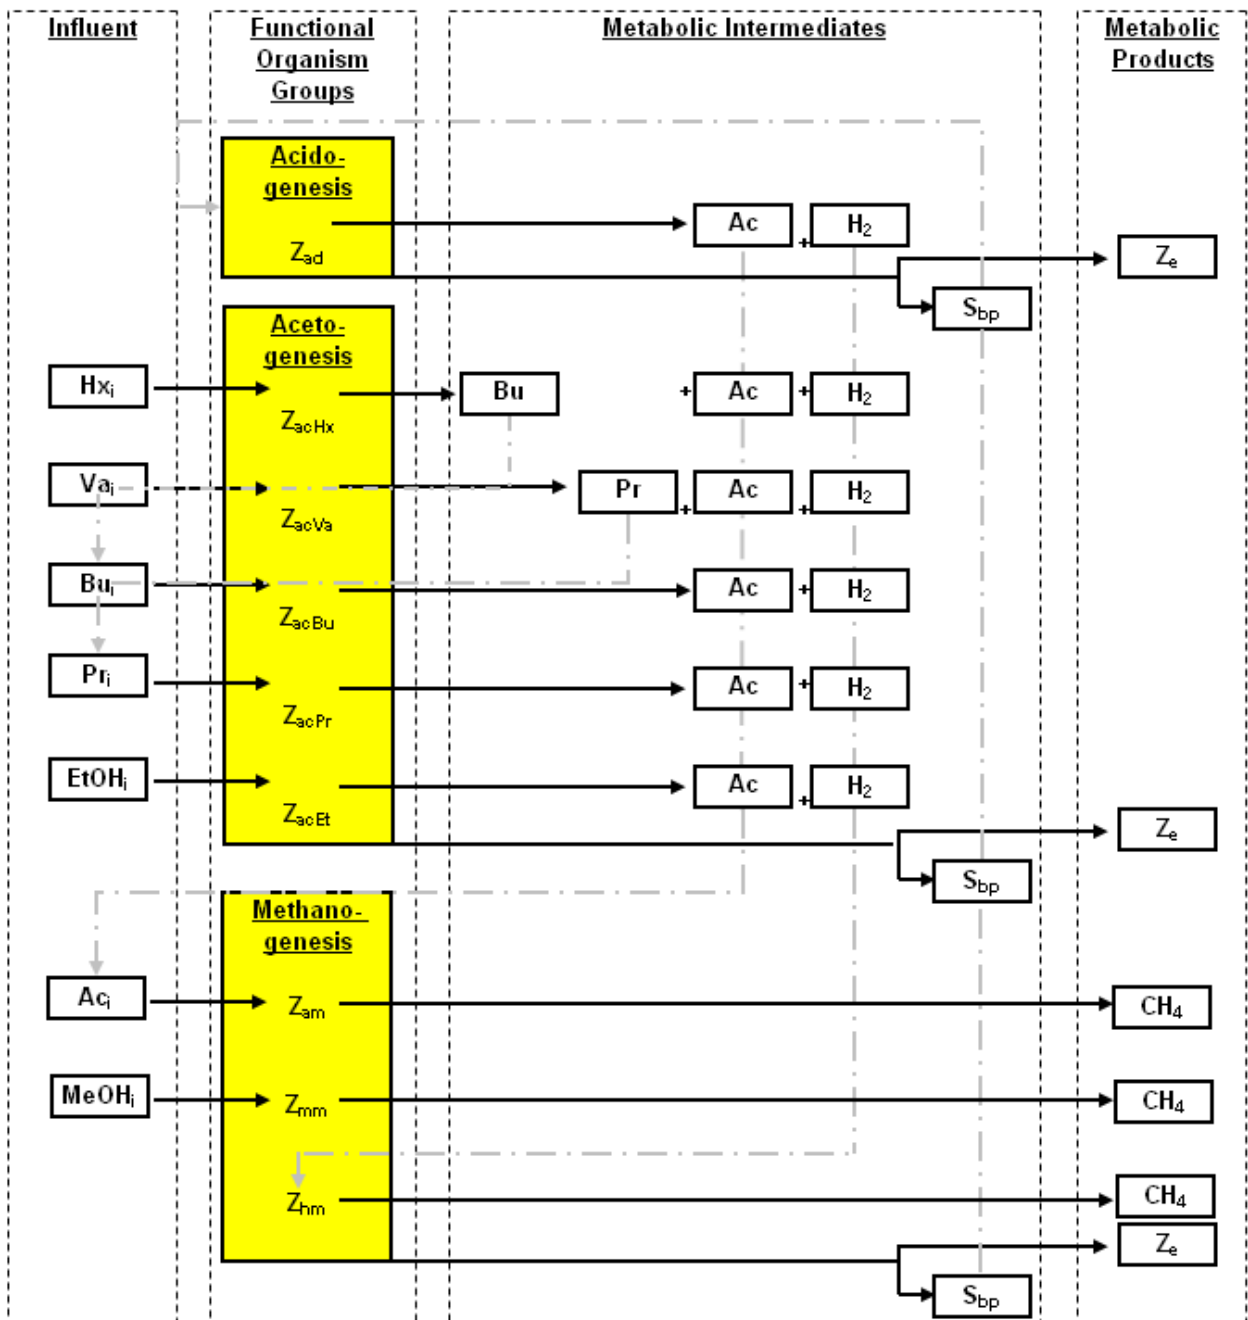 Influent
Functional
Organism
Groups
Metabolic Intermediates
Metabolic
Products
Acido-
genesis
Zad
Ac
+
H2
Ze
Sbp
Aceto-
genesis
Hxi
ZacHx
Bu
+
Ac
+
H2
Vai
ZacVa
Pr
+
Ac
+
H2
Bui
ZacBu
Ac
+
H2
Pri
ZacPr
Ac
+
H2
EtOHi
ZacEt
Ac
+
H2
Ze
Sbp
Methano-
genesis
Aci
Zam
CH4
MeOHi
Zmm
CH4
Zhm
CH4
Ze
Sbp